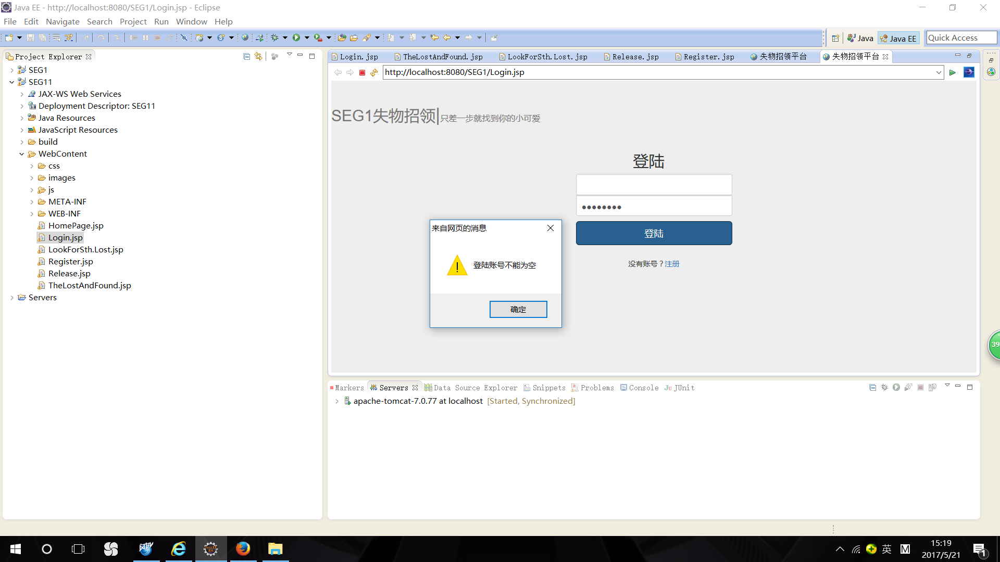 Java EE - http://localhost:8080/SEG1/Login.jsp - Eclipse
File Edit Navigate Search Project Run Window Help
Java
Java EE
Quick Access
Project Explorer
SEG1
SEG11
JAX-WS Web Services
Deployment Descriptor: SEG11
Java Resources
JavaScript Resources
build
WebContent
css
images
js
META-INF
WEB-INF
HomePage.jsp
Login.jsp
LookForSth.Lost.jsp
Register.jsp
Release.jsp
TheLostAndFound.jsp
Servers
Login.jsp TheLostAndFound.jsp LookForSth.Lost.jsp Release.jsp Register.jsp 失物招领平台 失物招领平台
http://localhost:8080/SEG1/Login.jsp
SEG1失物招领|只差一步就找到你的小可爱
登陆
●●●●●●●●
登陆
没有账号？注册
来自网页的消息
登陆账号不能为空
确定
Markers Servers Data Source Explorer Snippets Problems Console JUnit
apache-tomcat-7.0.77 at localhost [Started, Synchronized]
39
英
M
15:19
2017/5/21
1